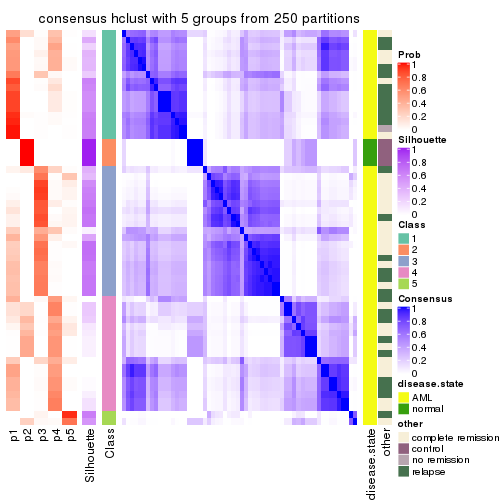 consensus hclust with 5 groups from 250 partitions
Prob
1
0.8
0.6
0.4
0.2
0
Silhouette
1
0.8
0.6
0.4
0.2
0
Class
1
2
3
4
5
Consensus
1
0.8
0.6
0.4
0.2
0
disease.state
AML
normal
other
complete remission
control
no remission
relapse
p1
p2
p3
p4
p5
Silhouette
Class
disease.state
other